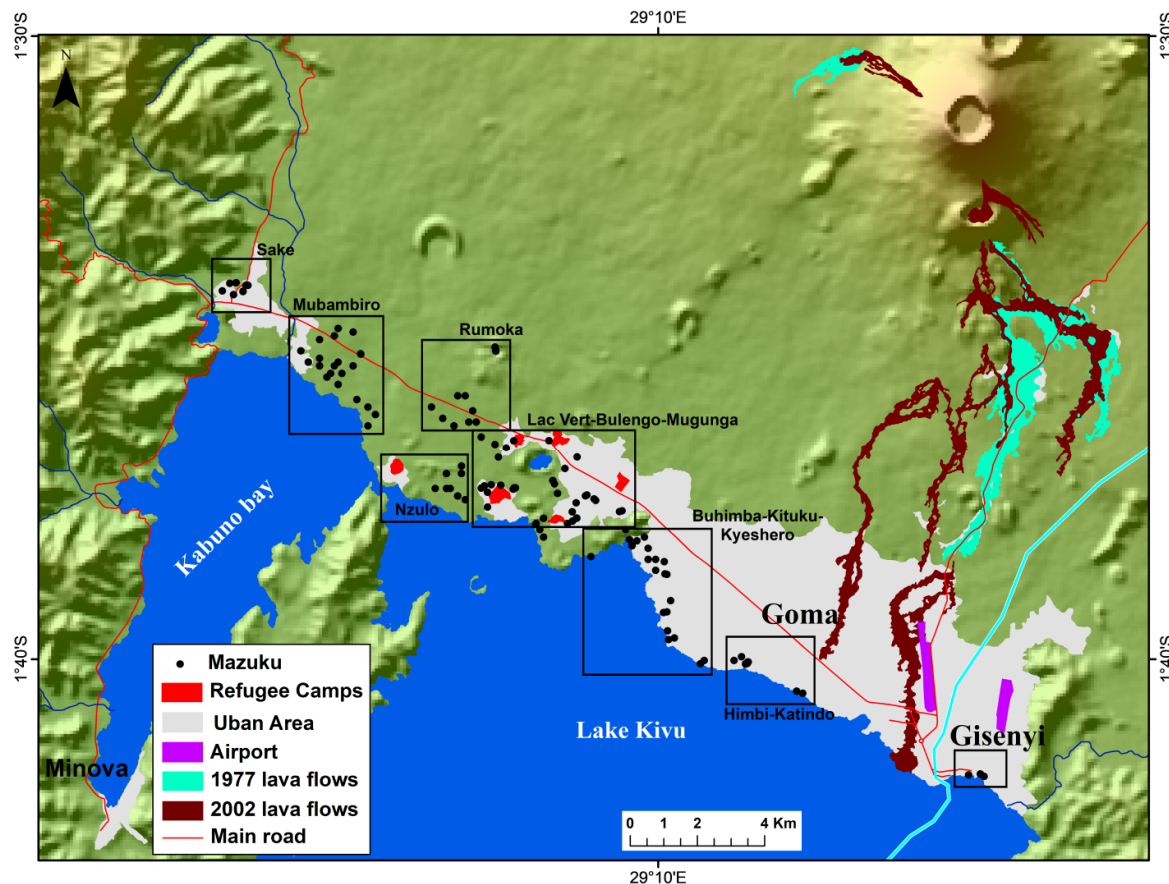 29°10'E
1°30'S
1°30'S
N
Sake
Mubambiro
Rumoka
Lac Vert-Bulengo-Mugunga
Nzulo
Buhimba-Kituku-
Kyeshero
Kabuno bay
Goma
1°40'S
1°40'S
Himbi-Katindo
Lake Kivu
Gisenyi
Minova
Mazuku
Refugee Camps
Uban Area
Airport
1977 lava flows
2002 lava flows
Main road
0 1 2 4 Km
29°10'E